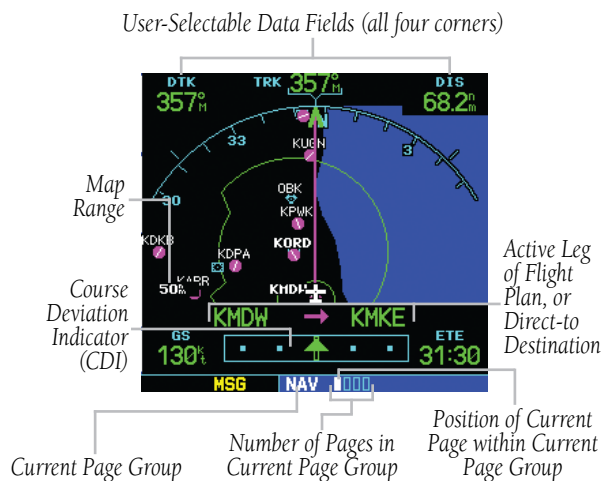 User-Selectable Data Fields (all four corners)
DTK
TRK 357°M
DIS
357°M
68.2nm
N
33
3
30
KUGN
OBK
KPWK
KORD
KDKB
KDPA
KARR
50
KMDW
Map
Range
KMDW → KMKE
Active Leg
of Flight
Plan, or
Direct-to
Destination
Course
Deviation
Indicator
(CDI)
GS
130kt
ETE
31:30
MSG
NAV
Current Page Group
Number of Pages in
Current Page Group
Position of Current
Page within Current
Page Group